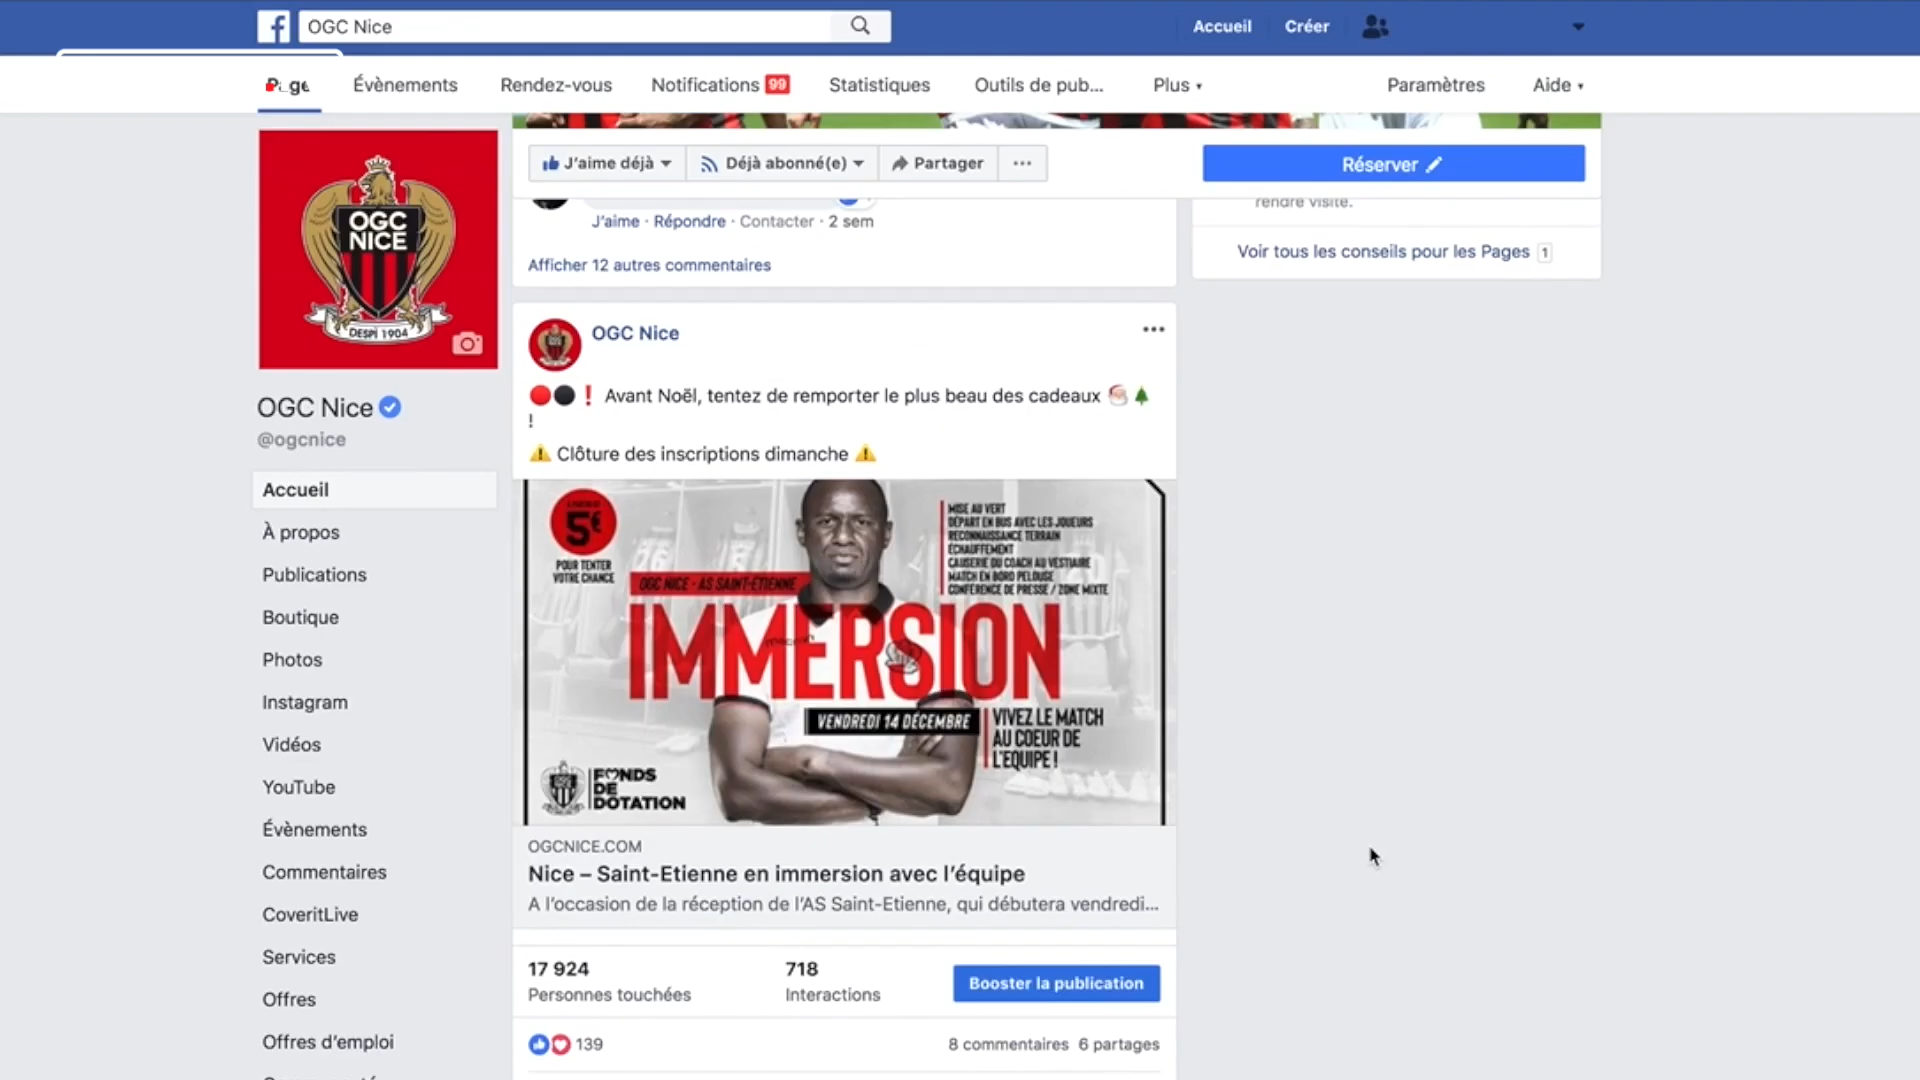 OGC Nice
Accueil
Créer
Évènements
Rendez-vous
Notifications 99
Statistiques
Outils de pub...
Plus
Paramètres
Aide
J'aime déjà
Déjà abonné(e)
Partager
Réserver
OGC
NICE
DESPI 1904
J'aime · Répondre · Contacter · 2 sem
Afficher 12 autres commentaires
rendre visite.
Voir tous les conseils pour les Pages 1
OGC Nice
@ogcnice
Accueil
À propos
Publications
Boutique
Photos
Instagram
Vidéos
YouTube
Évènements
Commentaires
CoveritLive
Services
Offres
Offres d'emploi
OGC Nice
🔴⚫❗ Avant Noël, tentez de remporter le plus beau des cadeaux 🎅🌲
!
⚠️ Clôture des inscriptions dimanche ⚠️
5€
POUR TENTER
VOTRE CHANCE
OGC NICE - AS SAINT-ETIENNE
IMMERSION
VENDREDI 14 DÉCEMBRE
MISE AU VERT
DÉPART EN BUS AVEC LES JOUEURS
RECONNAISSANCE TERRAIN
ÉCHAUFFEMENT
CAUSERIE DU COACH AU VESTIAIRE
MATCH EN BORD PELOUSE
CONFÉRENCE DE PRESSE / ZONE MIXTE
VIVEZ LE MATCH
AU COEUR DE
L'EQUIPE !
FONDS
DE
DOTATION
OGCNICE.COM
Nice – Saint-Etienne en immersion avec l'équipe
A l'occasion de la réception de l'AS Saint-Etienne, qui débutera vendredi...
17 924
Personnes touchées
718
Interactions
Booster la publication
139
8 commentaires 6 partages